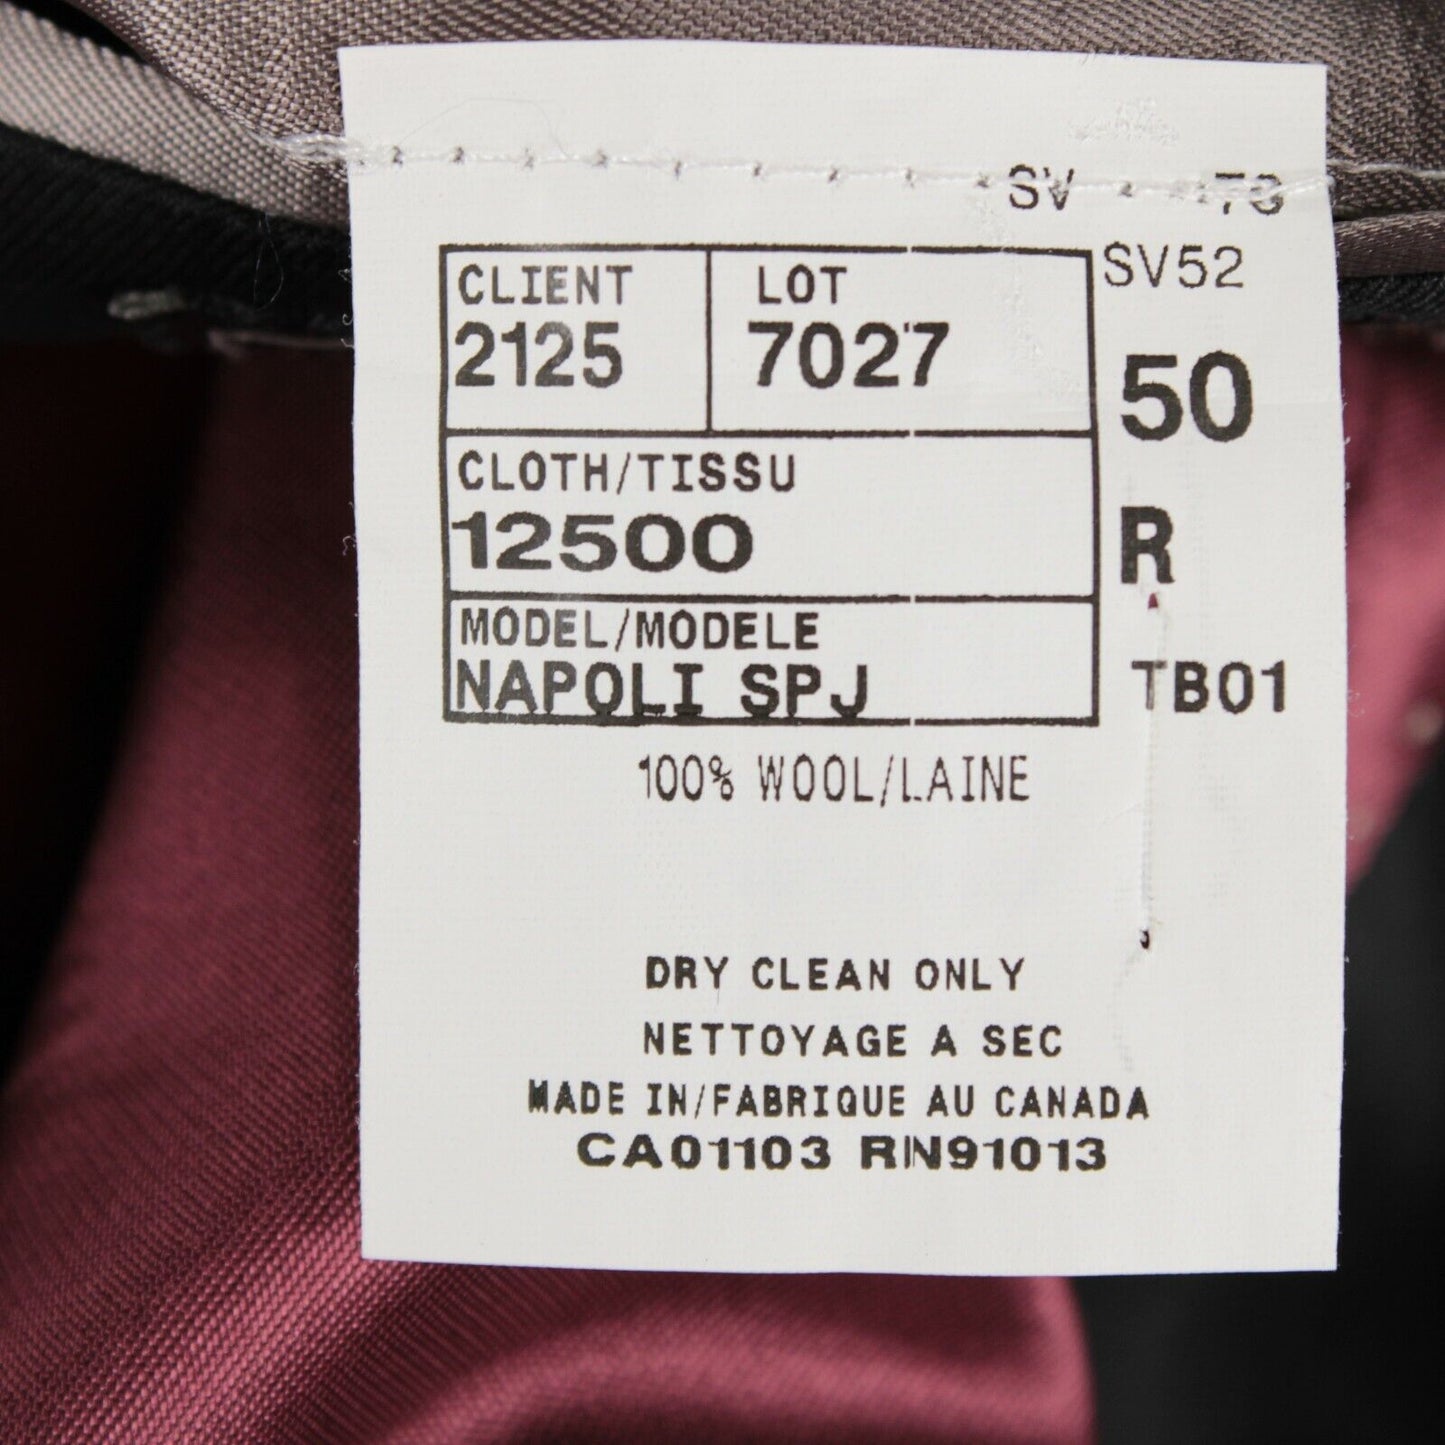 SV
SV52
CLIENT LOT
2125 7027
50
CLOTH/TISSU
12500
R
MODEL/MODELE
NAPOLI SPJ
TB01
100% WOOL/LAINE
DRY CLEAN ONLY
NETTOYAGE A SEC
MADE IN/FABRIQUE AU CANADA
CA01103 RN91013